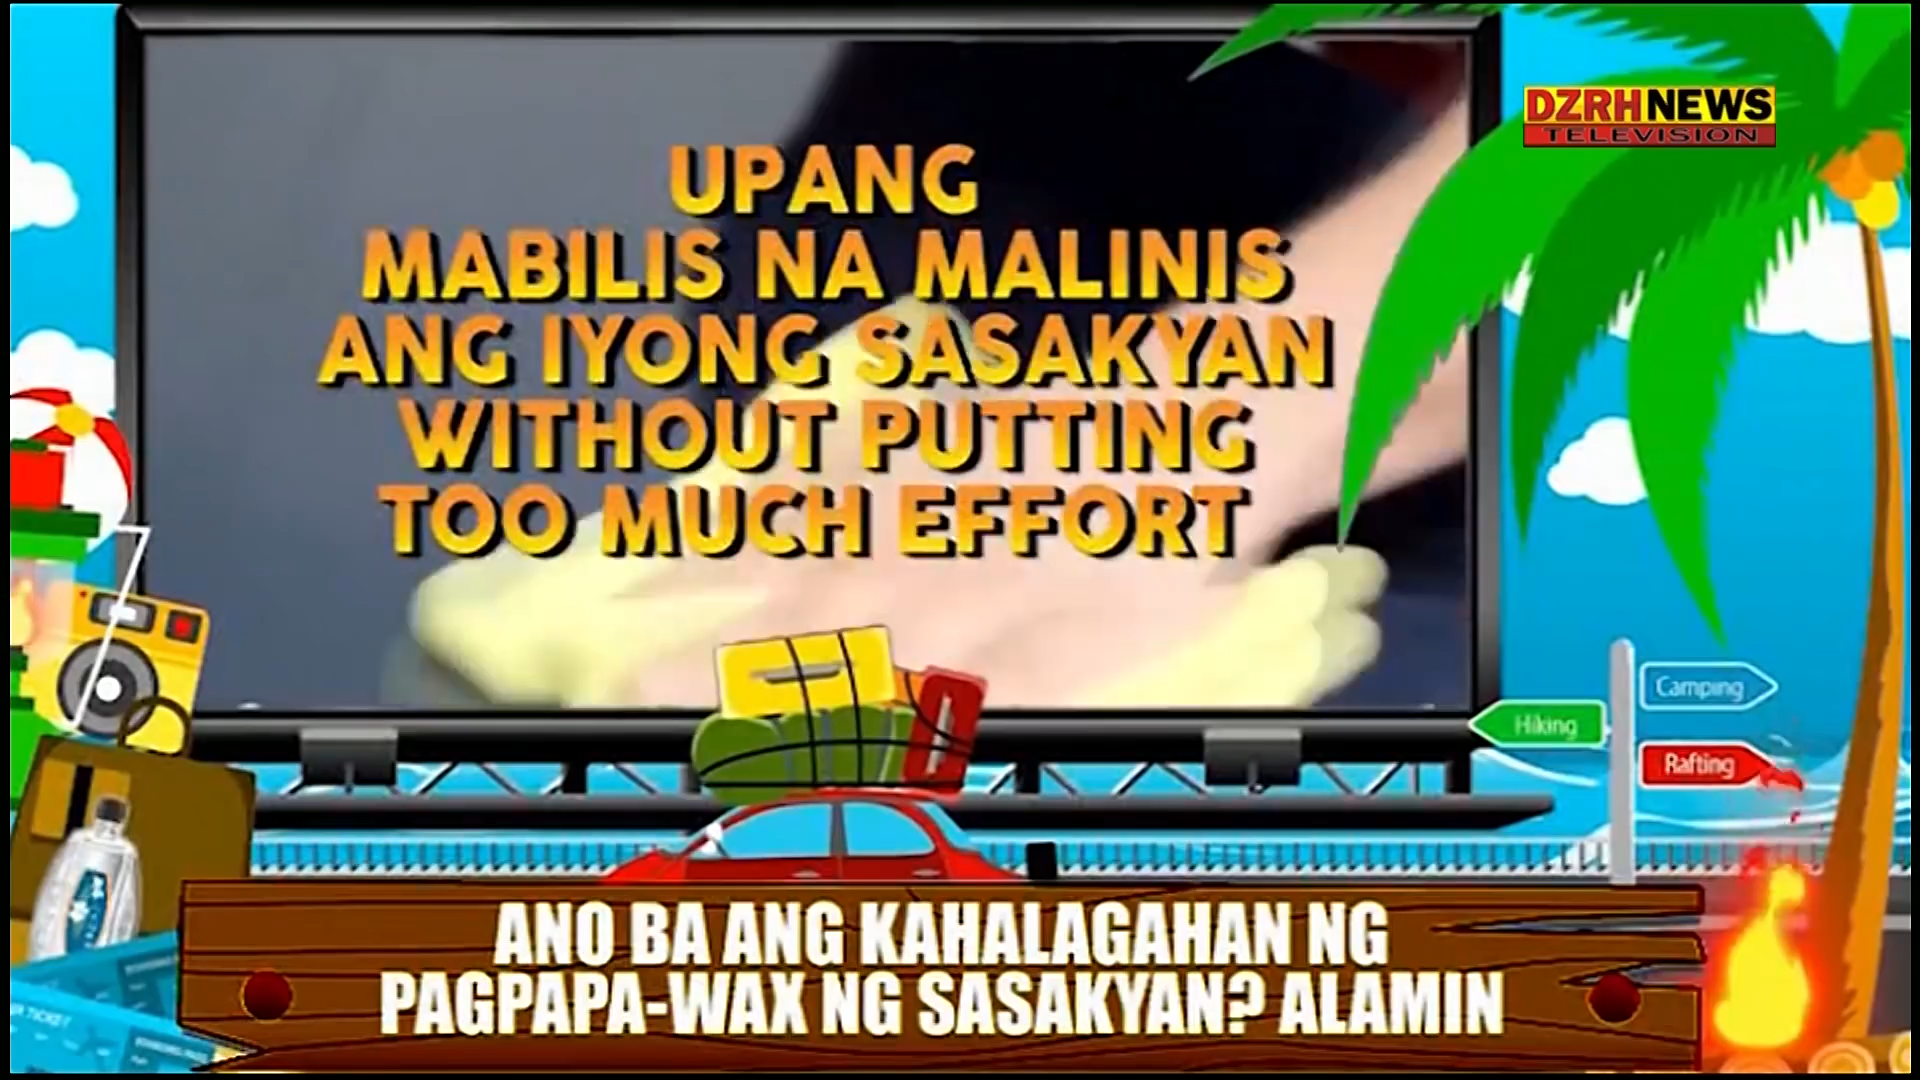 DZRH NEWS
TELEVISION
UPANG
MABILIS NA MALINIS
ANG IYONG SASAKYAN
WITHOUT PUTTING
TOO MUCH EFFORT
Camping
Hiking
Rafting
ANO BA ANG KAHALAGAHAN NG
PAGPAPA-WAX NG SASAKYAN? ALAMIN